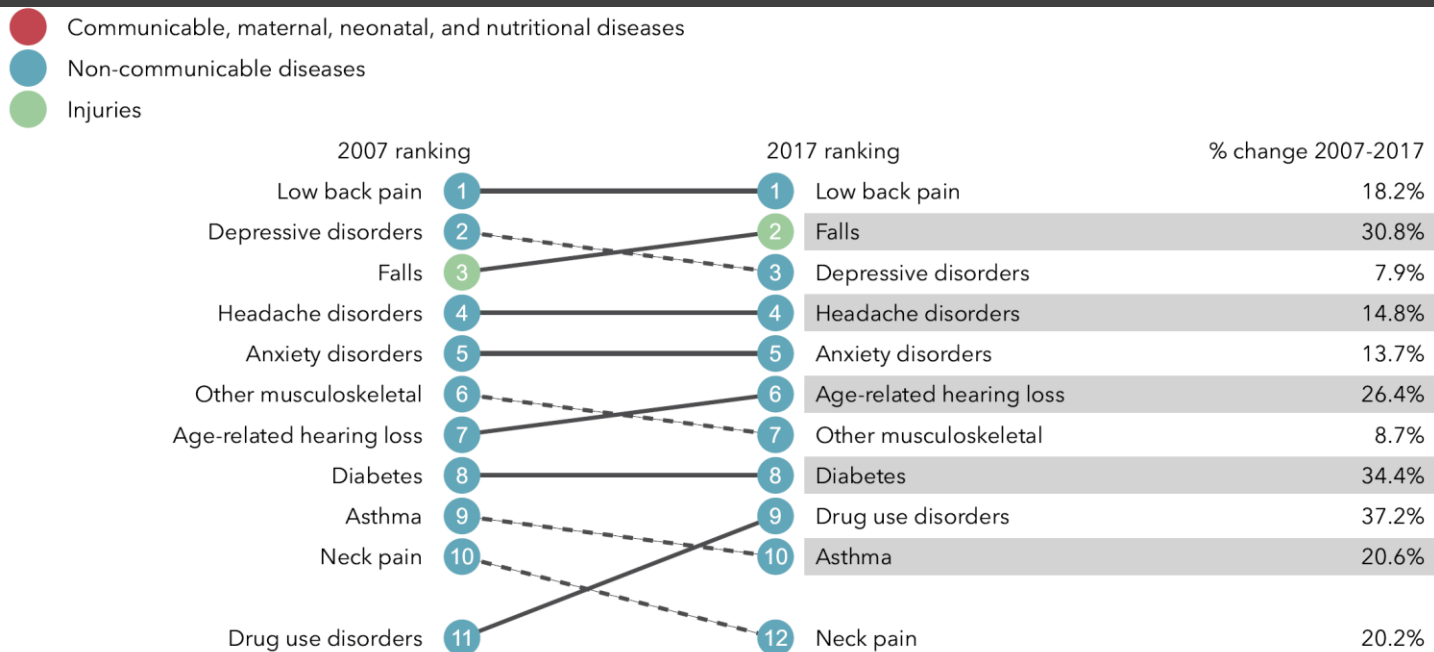 Communicable, maternal, neonatal, and nutritional diseases
Non-communicable diseases
Injuries
2007 ranking 2017 ranking % change 2007-2017
Low back pain 1 1 Low back pain 18.2%
Depressive disorders 2 2 Falls 30.8%
Falls 3 3 Depressive disorders 7.9%
Headache disorders 4 4 Headache disorders 14.8%
Anxiety disorders 5 5 Anxiety disorders 13.7%
Other musculoskeletal 6 6 Age-related hearing loss 26.4%
Age-related hearing loss 7 7 Other musculoskeletal 8.7%
Diabetes 8 8 Diabetes 34.4%
Asthma 9 9 Drug use disorders 37.2%
Neck pain 10 10 Asthma 20.6%
Drug use disorders 11 12 Neck pain 20.2%